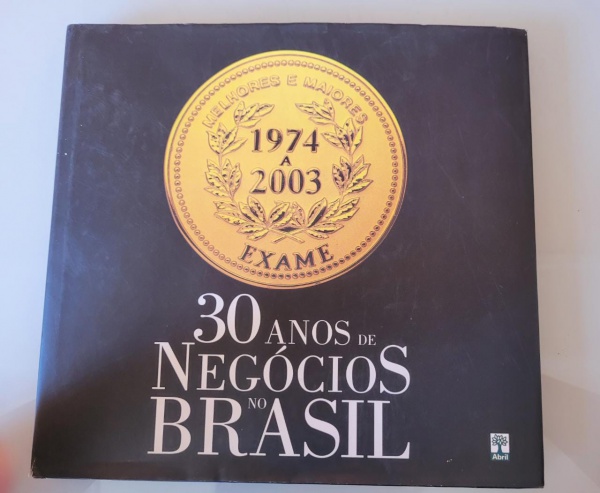 MELHORES E MAIORES
1974
A
2003
EXAME
30 ANOS DE
NEGÓCIOS
NO
BRASIL
Abril